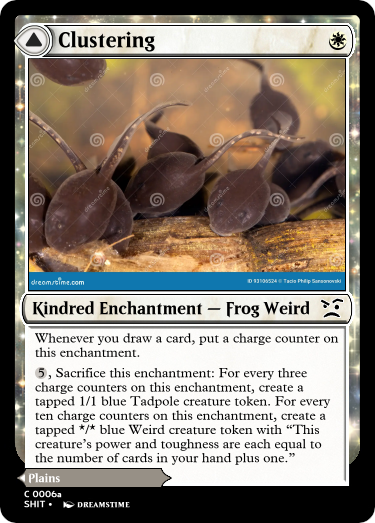 Clustering
dreamstime
dreamstime.com
ID 93106524 © Tacio Philip Sansonovski
Kindred Enchantment — Frog Weird
Whenever you draw a card, put a charge counter on
this enchantment.
5, Sacrifice this enchantment: For every three
charge counters on this enchantment, create a
tapped 1/1 blue Tadpole creature token. For every
ten charge counters on this enchantment, create a
tapped */* blue Weird creature token with “This
creature's power and toughness are each equal to
the number of cards in your hand plus one.”
Plains
C 0006a
SHIT • DREAMSTIME